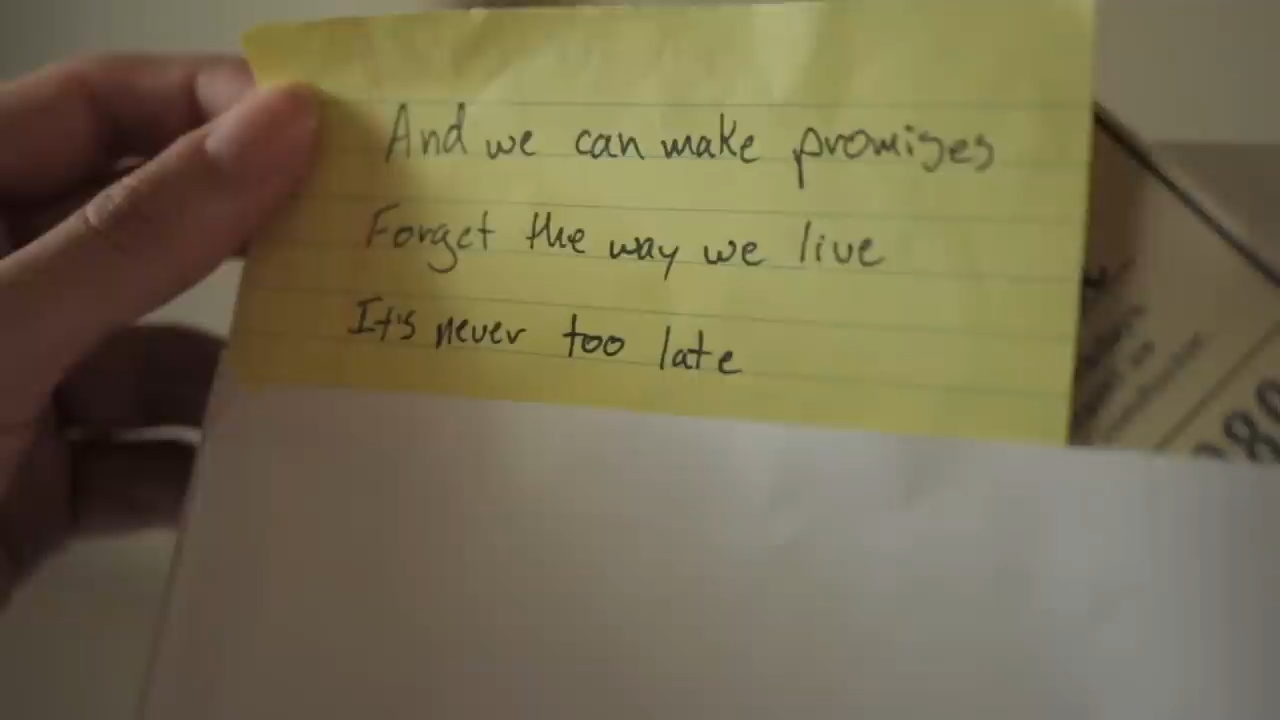 And we can make promises
Forget the way we live
It's never too late